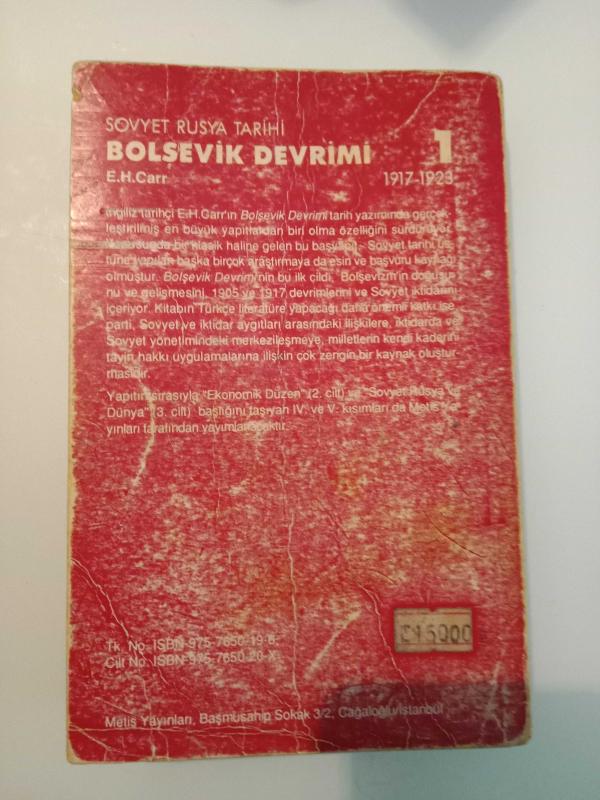 SOVYET RUSYA TARİHİ
BOLŞEVİK DEVRİMİ 1
E.H.Carr 1917-1923
İngiliz tarihçi E.H.Carr'ın Bolşevik Devrimi tarih yazımında gerçek-
leştirilmiş en büyük yapıtlardan biri olma özelliğini sürdürüyor.
Konusunda bir klasik haline gelen bu başyapıt, Sovyet tarihi üs-
tüne yapılan başka birçok araştırmaya da esin ve başvuru kaynağı
olmuştur. Bolşevik Devrimi'nin bu ilk cildi, Bolşevizm'in doğuşu-
nu ve gelişmesini, 1905 ve 1917 devrimlerini ve Sovyet iktidarını
içeriyor. Kitabın Türkçe literatüre yapacağı daha önemli katkı ise,
parti, Sovyet ve iktidar aygıtları arasındaki ilişkilere, iktidarda ve
Sovyet yönetimindeki merkezileşmeye, milletlerin kendi kaderini
tayin hakkı uygulamalarına ilişkin çok zengin bir kaynak oluştur-
masıdır.
Yapıtın sırasıyla "Ekonomik Düzen" (2. cilt) ve "Sovyet Rusya ve
Dünya" (3. cilt) başlığını taşıyan IV. ve V. kısımları da Metis Ya-
yınları tarafından yayımlanacaktır.
Tk. No. ISBN-975-7650-19-6
Cilt No. ISBN-975-7650-20-X
15000
Metis Yayınları, Başmusahip Sokak 3/2, Cağaloğlu/İstanbul